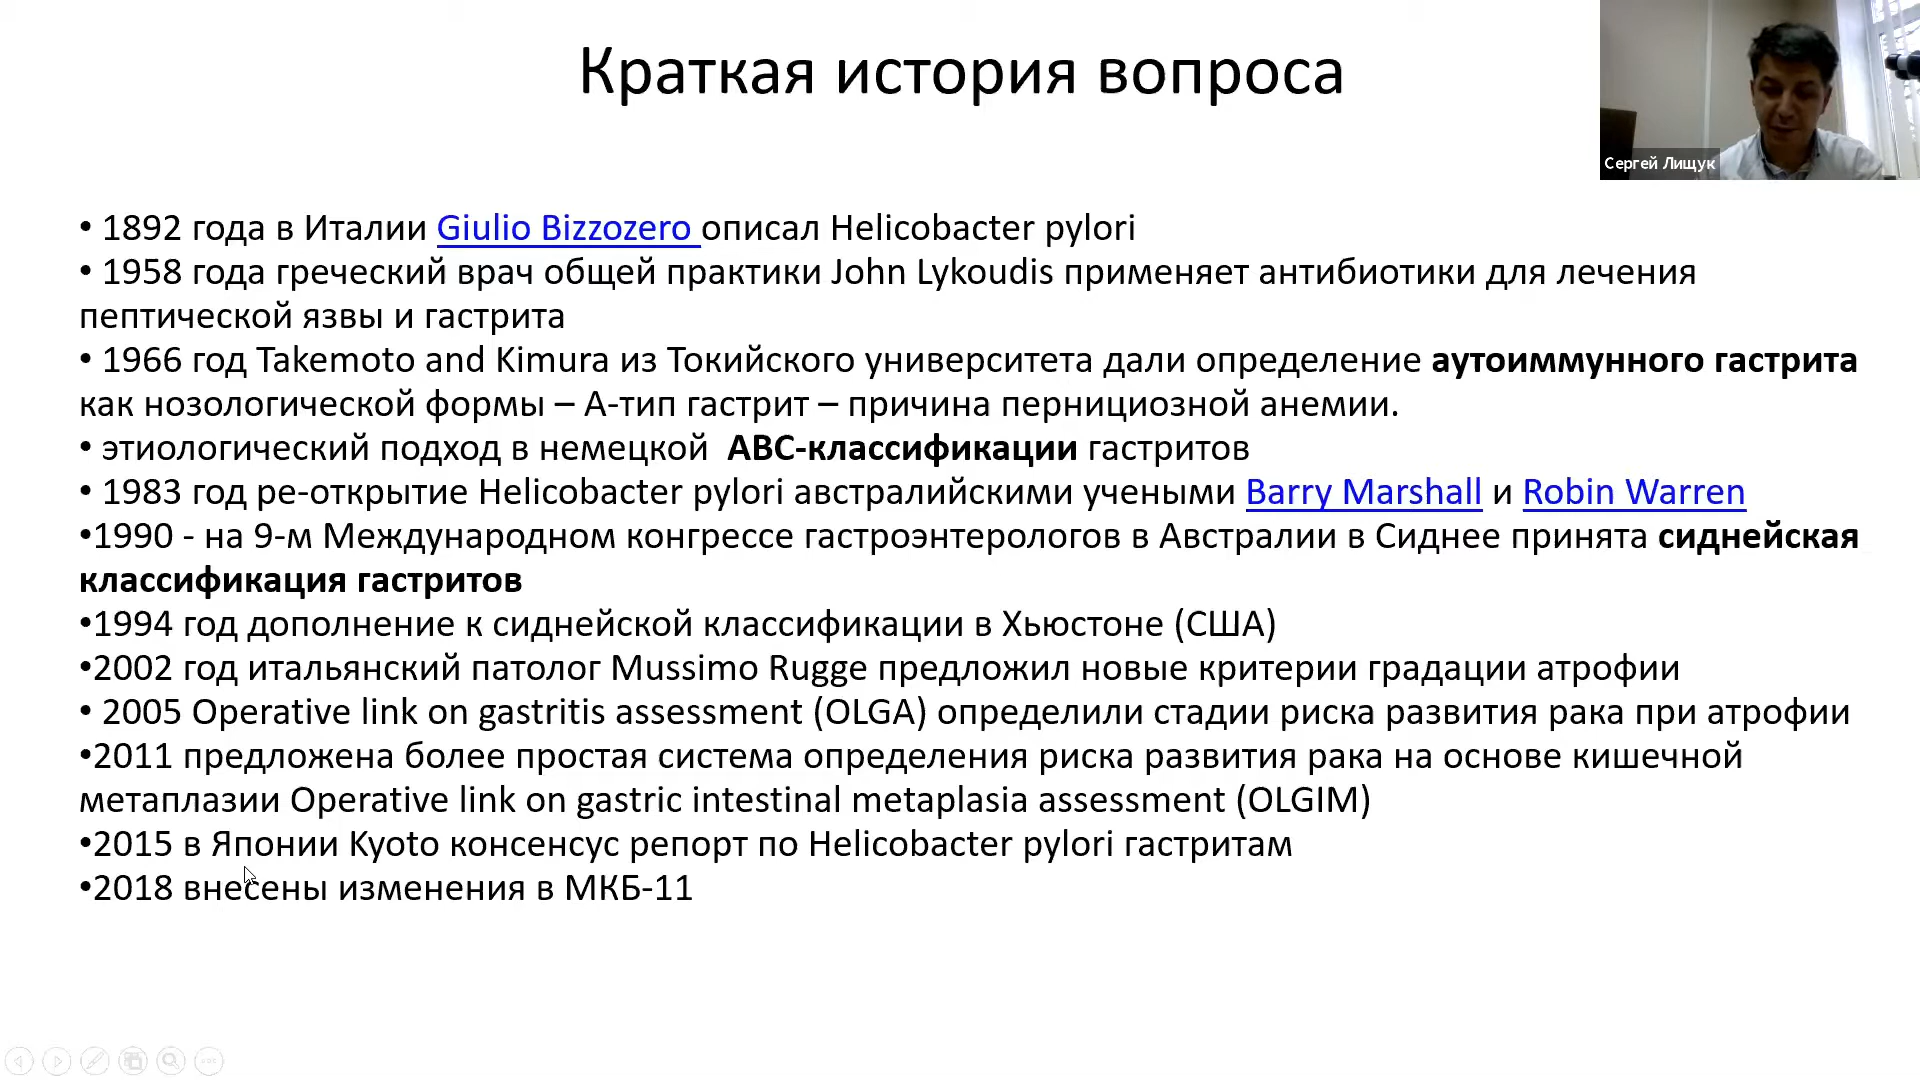 Краткая история вопроса
Сергей Лищук
• 1892 года в Италии Giulio Bizzozero описал Helicobacter pylori
• 1958 года греческий врач общей практики John Lykoudis применяет антибиотики для лечения
пептической язвы и гастрита
• 1966 год Takemoto and Kimura из Токийского университета дали определение аутоиммунного гастрита
как нозологической формы – А-тип гастрит – причина пернициозной анемии.
• этиологический подход в немецкой АВС-классификации гастритов
• 1983 год ре-открытие Helicobacter pylori австралийскими учеными Barry Marshall и Robin Warren
•1990 - на 9-м Международном конгрессе гастроэнтерологов в Австралии в Сиднее принята сиднейская
классификация гастритов
•1994 год дополнение к сиднейской классификации в Хьюстоне (США)
•2002 год итальянский патолог Mussimo Rugge предложил новые критерии градации атрофии
• 2005 Operative link on gastritis assessment (OLGA) определили стадии риска развития рака при атрофии
•2011 предложена более простая система определения риска развития рака на основе кишечной
метаплазии Operative link on gastric intestinal metaplasia assessment (OLGIM)
•2015 в Японии Kyoto консенсус репорт по Helicobacter pylori гастритам
•2018 внесены изменения в МКБ-11